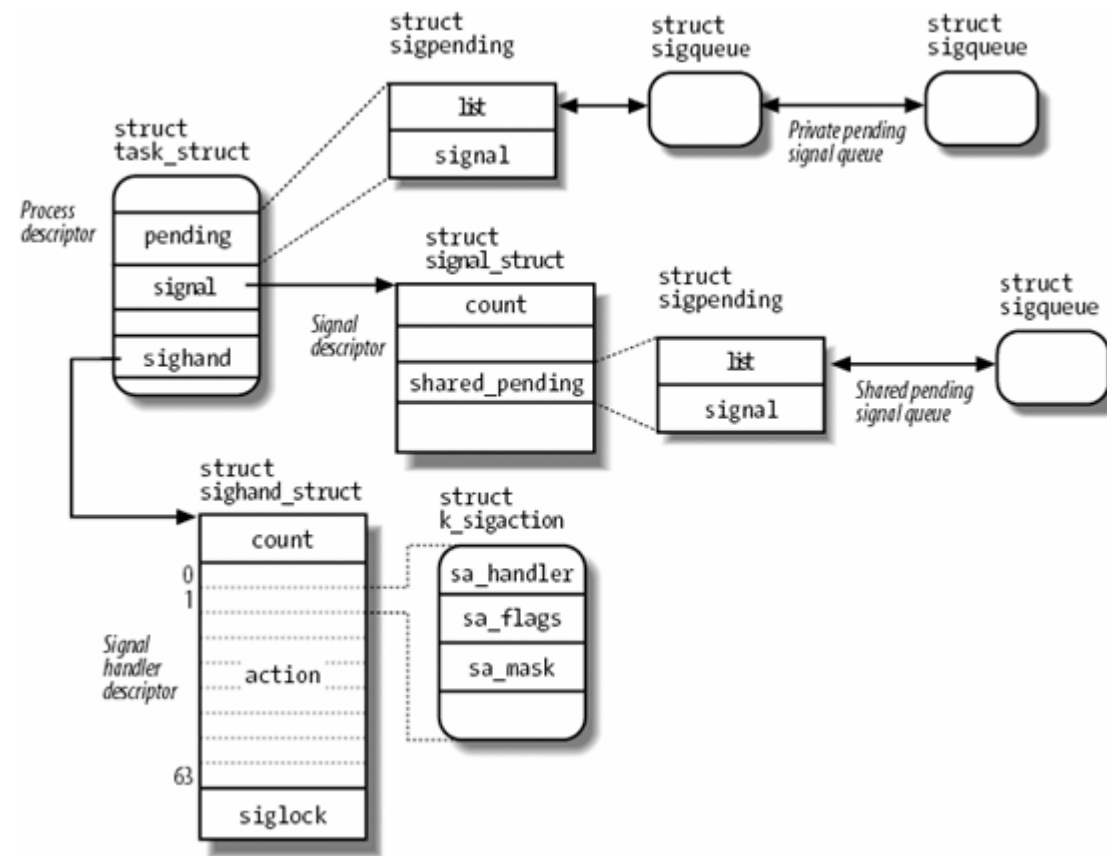 struct
sigpending
struct
sigqueue
struct
sigqueue
list
signal
Private pending
signal queue
struct
task_struct
Process
descriptor
pending
signal
sighand
struct
signal_struct
Signal
descriptor
count
shared_pending
struct
sigpending
list
signal
struct
sigqueue
Shared pending
signal queue
struct
sighand_struct
count
0
1
Signal
handler
descriptor
action
63
siglock
struct
k_sigaction
sa_handler
sa_flags
sa_mask